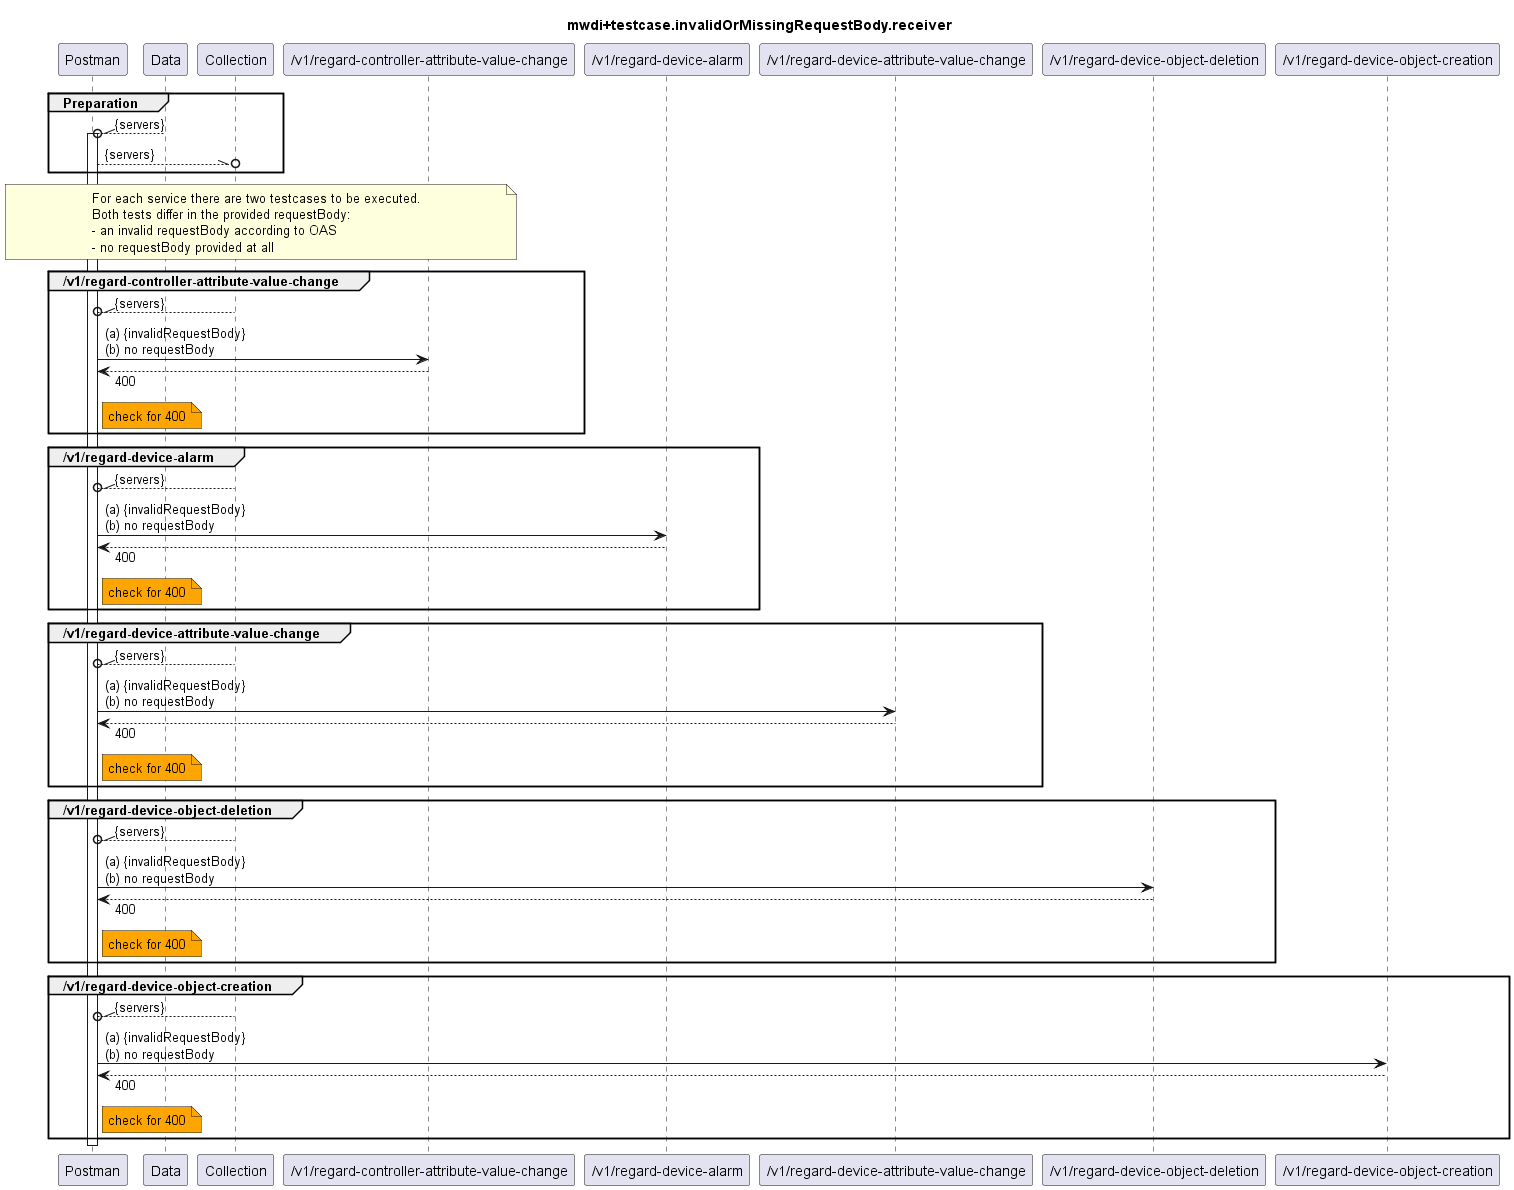 mwdi+testcase.invalidOrMissingRequestBody.receiver
Postman
Data
Collection
/v1/regard-controller-attribute-value-change
/v1/regard-device-alarm
/v1/regard-device-attribute-value-change
/v1/regard-device-object-deletion
/v1/regard-device-object-creation
Preparation
{servers}
{servers}
For each service there are two testcases to be executed.
Both tests differ in the provided requestBody:
- an invalid requestBody according to OAS
- no requestBody provided at all
/v1/regard-controller-attribute-value-change
{servers}
(a) {invalidRequestBody}
(b) no requestBody
400
check for 400
/v1/regard-device-alarm
{servers}
(a) {invalidRequestBody}
(b) no requestBody
400
check for 400
/v1/regard-device-attribute-value-change
{servers}
(a) {invalidRequestBody}
(b) no requestBody
400
check for 400
/v1/regard-device-object-deletion
{servers}
(a) {invalidRequestBody}
(b) no requestBody
400
check for 400
/v1/regard-device-object-creation
{servers}
(a) {invalidRequestBody}
(b) no requestBody
400
check for 400
Postman
Data
Collection
/v1/regard-controller-attribute-value-change
/v1/regard-device-alarm
/v1/regard-device-attribute-value-change
/v1/regard-device-object-deletion
/v1/regard-device-object-creation